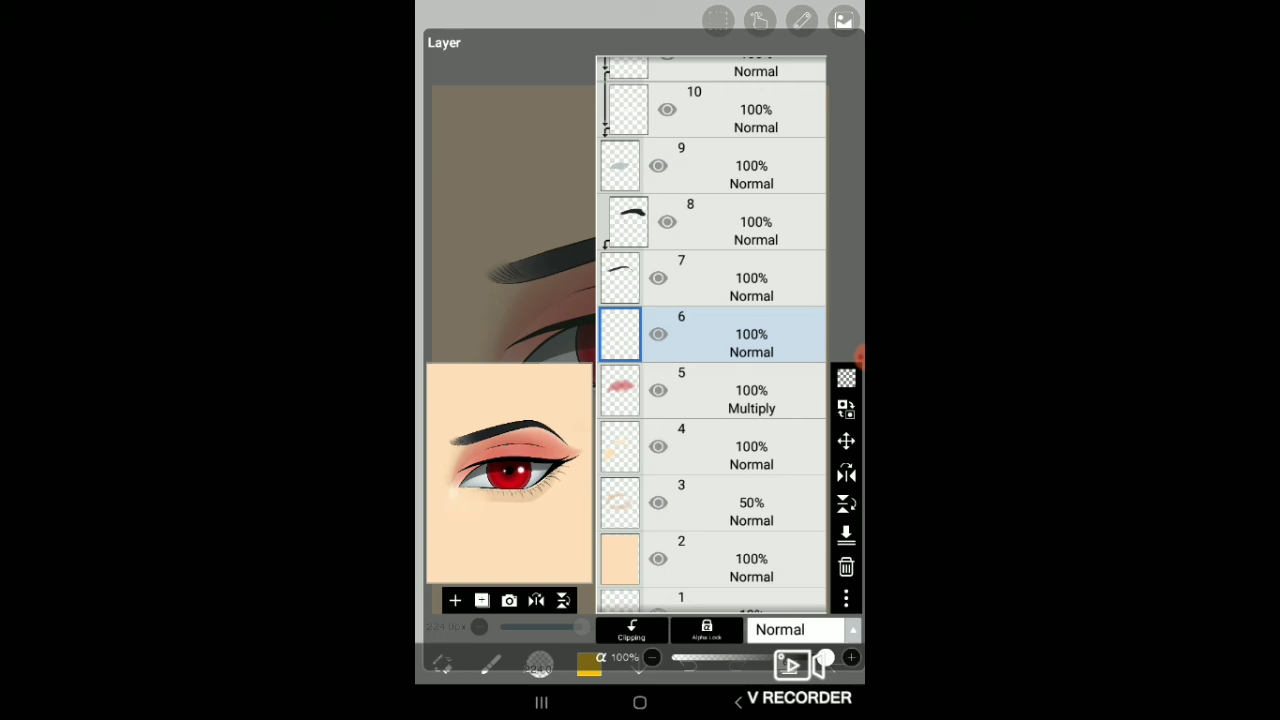 Layer
Normal
10
100%
Normal
9
100%
Normal
8
100%
Normal
7
100%
Normal
6
100%
Normal
5
100%
Multiply
4
100%
Normal
3
50%
Normal
2
100%
Normal
1
Clipping
Alpha Lock
Normal
α 100%
V RECORDER